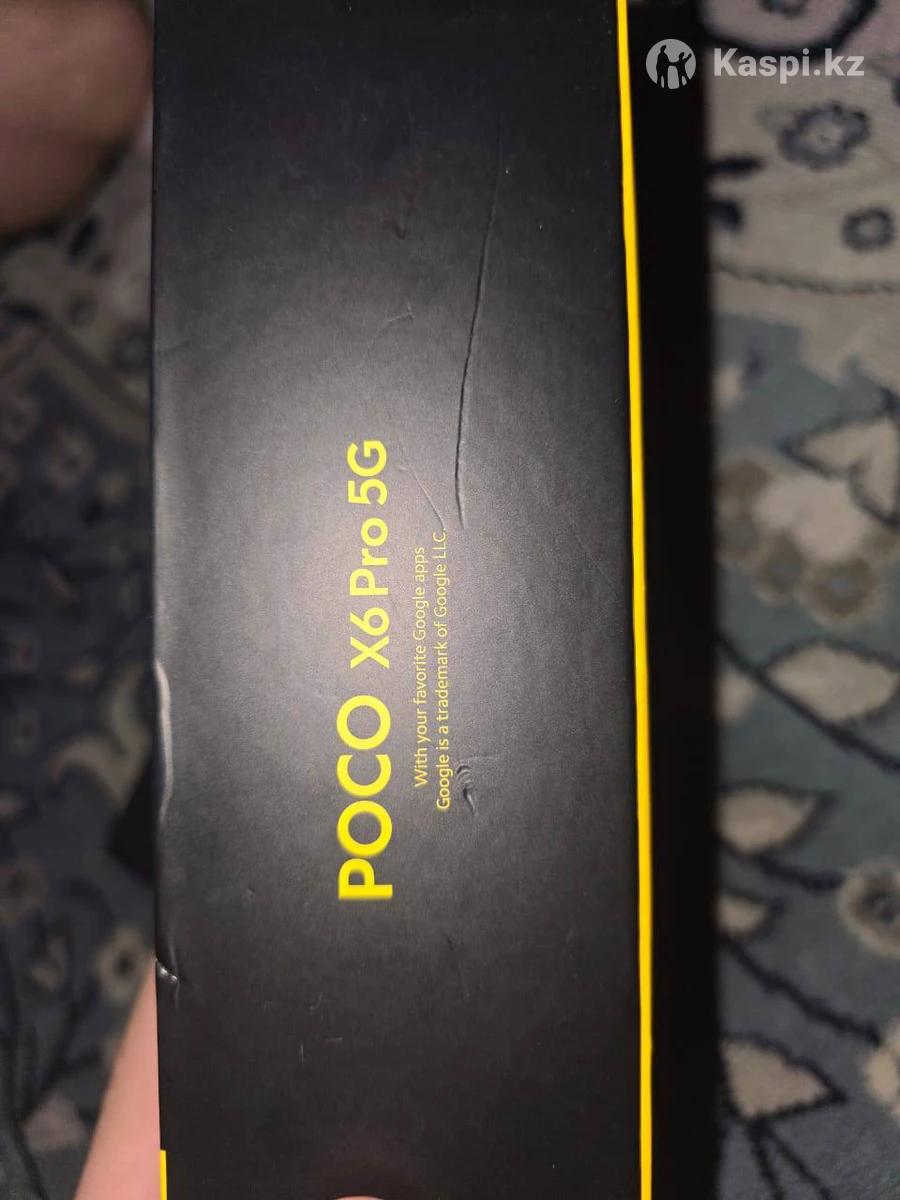 Kaspi.kz
POCO X6 Pro 5G
With your favorite Google apps
Google is a trademark of Google LLC.